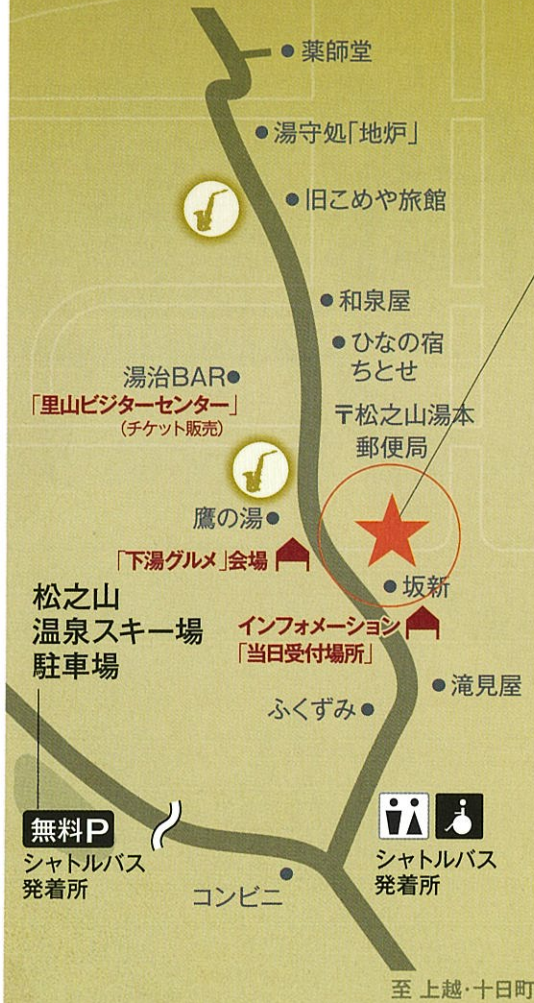 薬師堂
湯守処「地炉」
旧こめや旅館
和泉屋
ひなの宿
ちとせ
湯治BAR
「里山ビジターセンター」
(チケット販売)
〒松之山湯本
郵便局
鷹の湯
「下湯グルメ」会場
坂新
松之山
温泉スキー場
駐車場
インフォメーション
「当日受付場所」
滝見屋
ふくずみ
無料P
シャトルバス
発着所
シャトルバス
発着所
コンビニ
至 上越・十日町